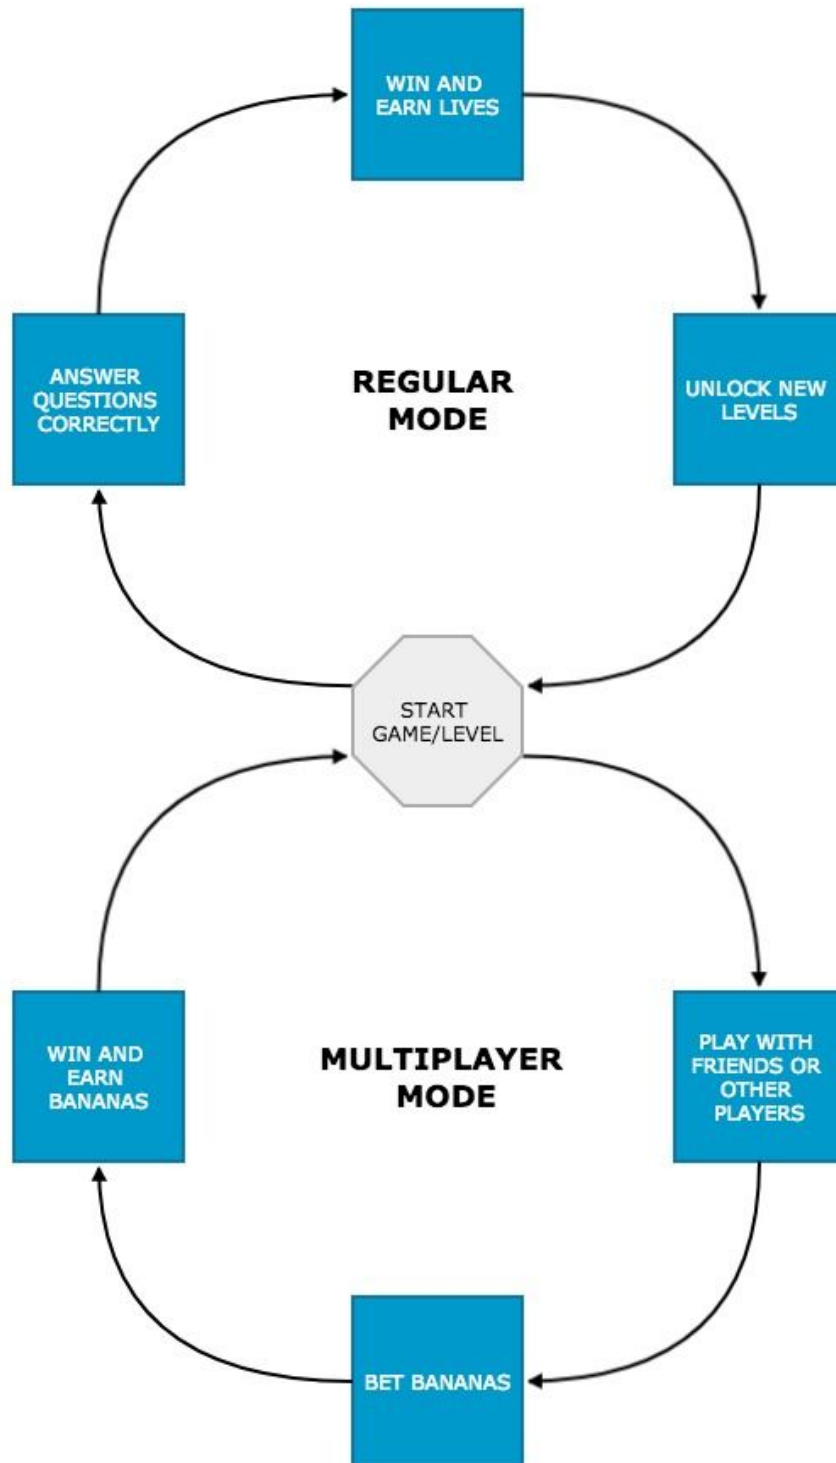 WIN AND
EARN LIVES
ANSWER
QUESTIONS
CORRECTLY
REGULAR
MODE
UNLOCK NEW
LEVELS
START
GAME/LEVEL
WIN AND
EARN
BANANAS
MULTIPLAYER
MODE
PLAY WITH
FRIENDS OR
OTHER
PLAYERS
BET BANANAS